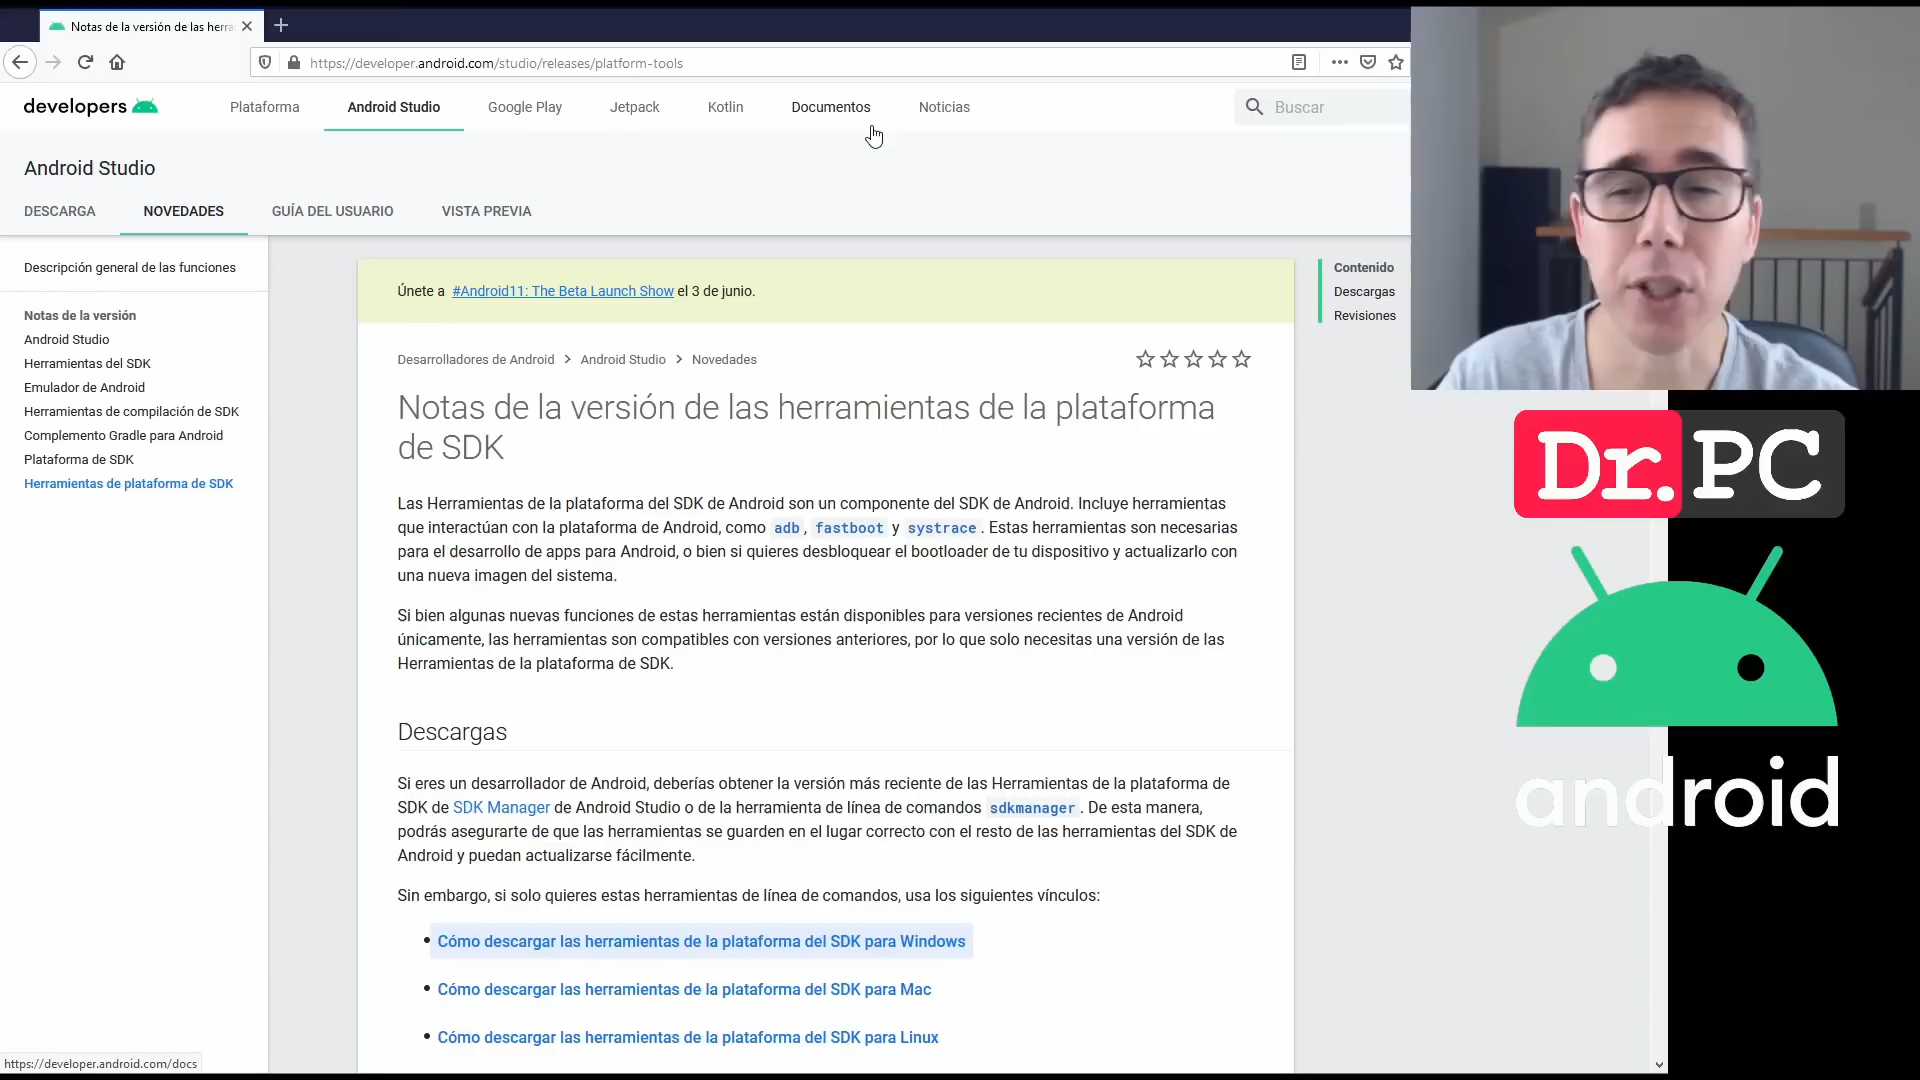 Notas de la versión de las herra
https://developer.android.com/studio/releases/platform-tools
developers
Plataforma
Android Studio
Google Play
Jetpack
Kotlin
Documentos
Noticias
Buscar
Android Studio
DESCARGA
NOVEDADES
GUÍA DEL USUARIO
VISTA PREVIA
Descripción general de las funciones
Notas de la versión
Android Studio
Herramientas del SDK
Emulador de Android
Herramientas de compilación de SDK
Complemento Gradle para Android
Plataforma de SDK
Herramientas de plataforma de SDK
Únete a #Android11: The Beta Launch Show el 3 de junio.
Desarrolladores de Android > Android Studio > Novedades
Notas de la versión de las herramientas de la plataforma
de SDK
Las Herramientas de la plataforma del SDK de Android son un componente del SDK de Android. Incluye herramientas
que interactúan con la plataforma de Android, como adb, fastboot y systrace. Estas herramientas son necesarias
para el desarrollo de apps para Android, o bien si quieres desbloquear el bootloader de tu dispositivo y actualizarlo con
una nueva imagen del sistema.
Si bien algunas nuevas funciones de estas herramientas están disponibles para versiones recientes de Android
únicamente, las herramientas son compatibles con versiones anteriores, por lo que solo necesitas una versión de las
Herramientas de la plataforma de SDK.
Descargas
Si eres un desarrollador de Android, deberías obtener la versión más reciente de las Herramientas de la plataforma de
SDK de SDK Manager de Android Studio o de la herramienta de línea de comandos sdkmanager. De esta manera,
podrás asegurarte de que las herramientas se guarden en el lugar correcto con el resto de las herramientas del SDK de
Android y puedan actualizarse fácilmente.
Sin embargo, si solo quieres estas herramientas de línea de comandos, usa los siguientes vínculos:
• Cómo descargar las herramientas de la plataforma del SDK para Windows
• Cómo descargar las herramientas de la plataforma del SDK para Mac
• Cómo descargar las herramientas de la plataforma del SDK para Linux
Contenido
Descargas
Revisiones
Dr. PC
android
https://developer.android.com/docs